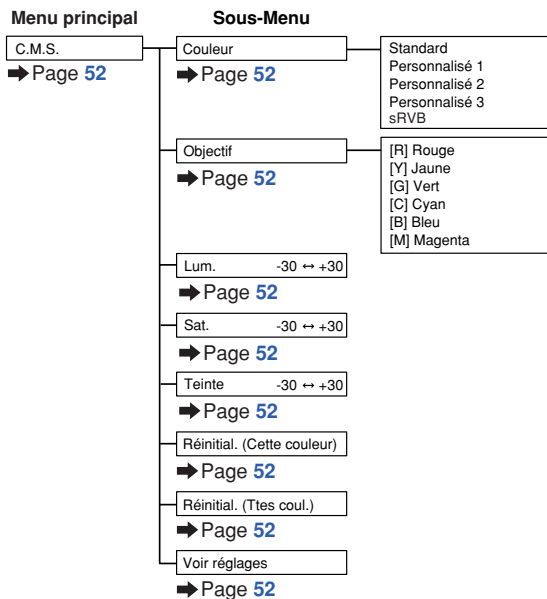 Menu principal
Sous-Menu
C.M.S.
➡ Page 52
Couleur
➡ Page 52
Standard
Personnalisé 1
Personnalisé 2
Personnalisé 3
sRVB
Objectif
➡ Page 52
[R] Rouge
[Y] Jaune
[G] Vert
[C] Cyan
[B] Bleu
[M] Magenta
Lum. -30 ↔ +30
➡ Page 52
Sat. -30 ↔ +30
➡ Page 52
Teinte -30 ↔ +30
➡ Page 52
Réinitial. (Cette couleur)
➡ Page 52
Réinitial. (Ttes coul.)
➡ Page 52
Voir réglages
➡ Page 52